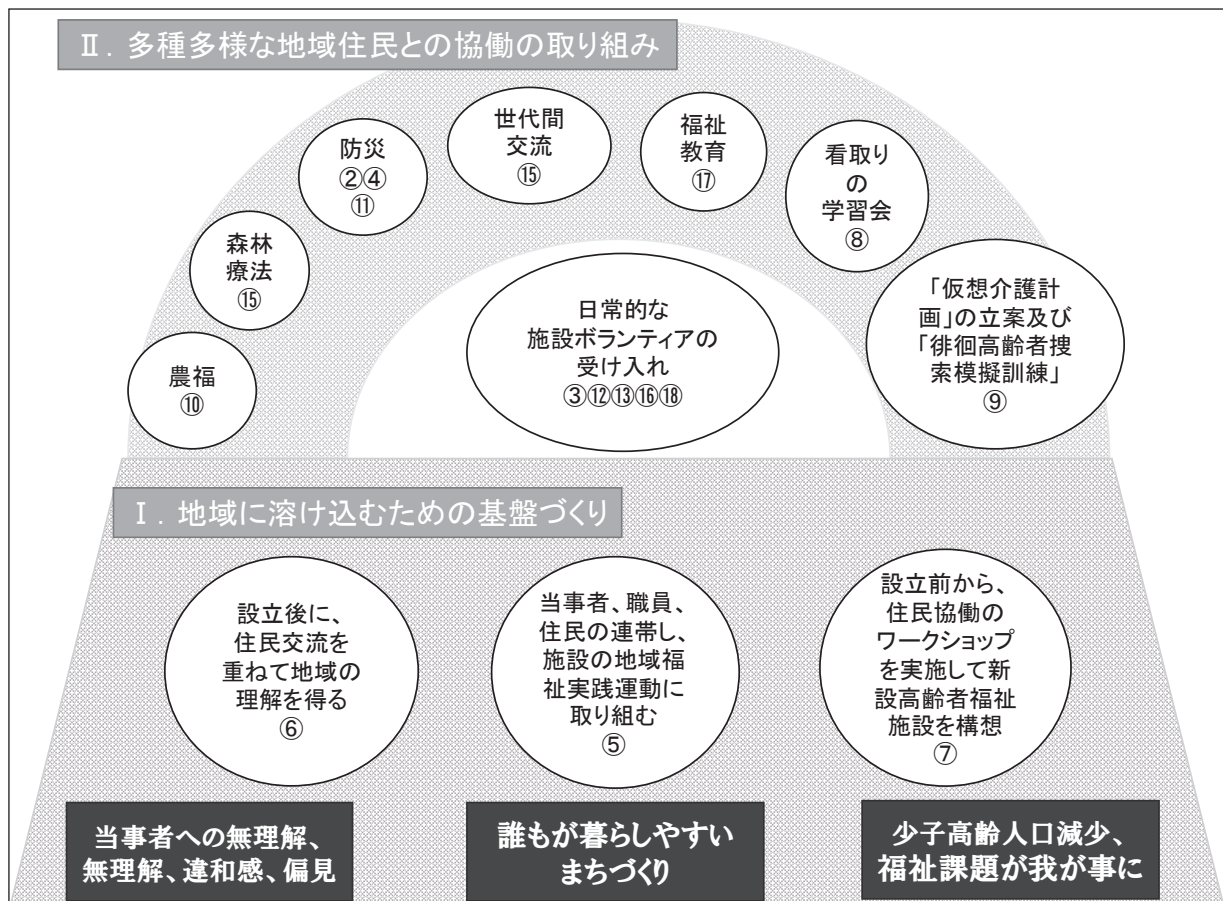 Ⅱ. 多種多様な地域住民との協働の取り組み
世代間
交流
⑮
福祉
教育
⑰
防災
②④
⑪
看取り
の
学習会
⑧
森林
療法
⑮
「仮想介護計
画」の立案及び
「徘徊高齢者捜
索模擬訓練」
⑨
日常的な
施設ボランティアの
受け入れ
③⑫⑬⑯⑱
農福
⑩
Ⅰ. 地域に溶け込むための基盤づくり
設立後に、
住民交流を
重ねて地域の
理解を得る
⑥
当事者、職員、
住民の連帯し、
施設の地域福
祉実践運動に
取り組む
⑤
設立前から、
住民協働の
ワークショップ
を実施して新
設高齢者福祉
施設を構想
⑦
当事者への無理解、
無理解、違和感、偏見
誰もが暮らしやすい
まちづくり
少子高齢人口減少、
福祉課題が我が事に